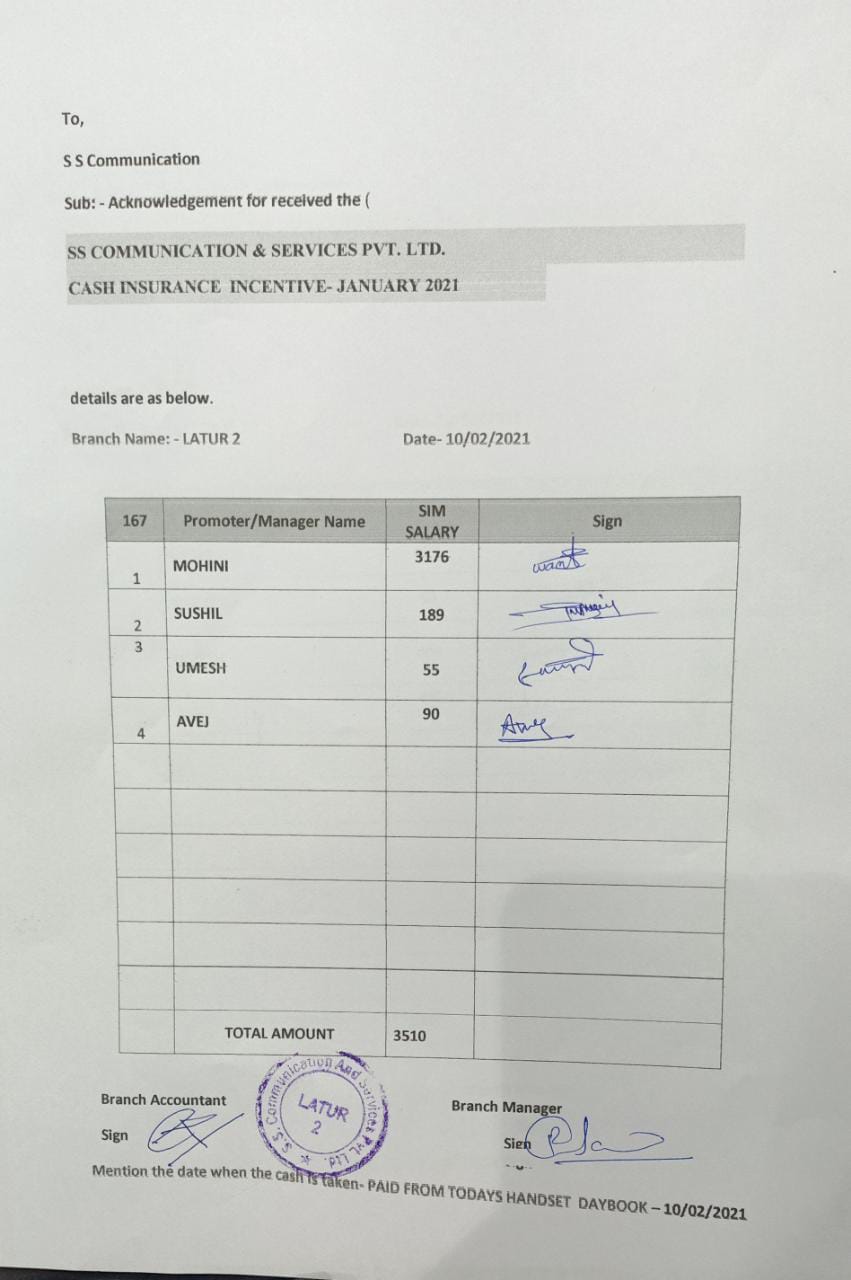 To,
S S Communication
Sub: - Acknowledgement for received the (
SS COMMUNICATION & SERVICES PVT. LTD.
CASH INSURANCE INCENTIVE- JANUARY 2021
details are as below.
Branch Name: - LATUR 2 Date- 10/02/2021
167 Promoter/Manager Name SIM SALARY Sign
1 MOHINI 3176
2 SUSHIL 189
3 UMESH 55
4 AVEJ 90
TOTAL AMOUNT 3510
S.S. Communication And Services Pvt. Ltd.
LATUR
2
Branch Accountant Branch Manager
Sign Sign
Mention the date when the cash is taken- PAID FROM TODAYS HANDSET DAYBOOK – 10/02/2021